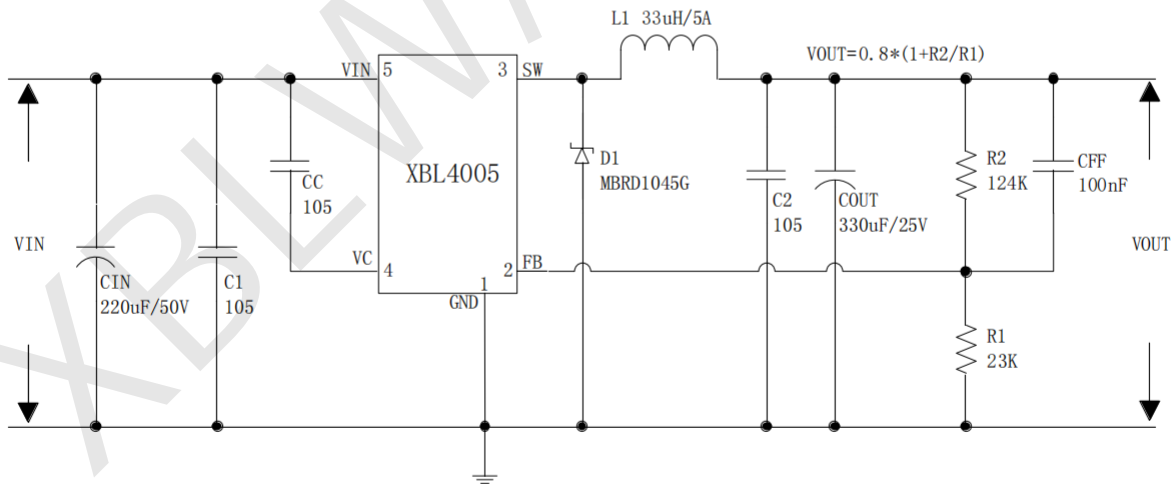 L1 33uH/5A
VOUT=0.8*(1+R2/R1)
VIN 5
3 SW
XBL4005
D1
MBRD1045G
CC
105
R2
124K
CFF
100nF
C2
105
COUT
330uF/25V
VIN
VOUT
VC 4
2 FB
1
GND
CIN
220uF/50V
C1
105
R1
23K
XBLW